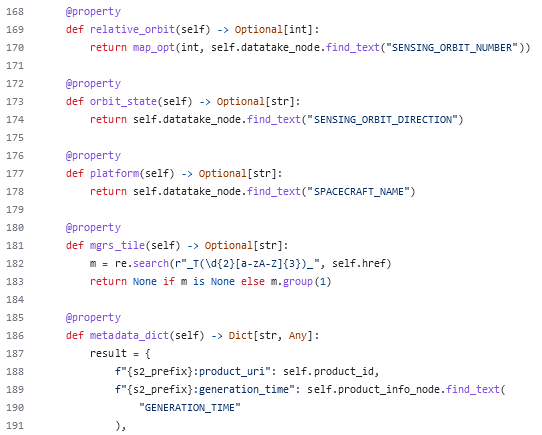 168 @property
169 def relative_orbit(self) -> Optional[int]:
170 return map_opt(int, self.datatake_node.find_text("SENSING_ORBIT_NUMBER"))
171
172 @property
173 def orbit_state(self) -> Optional[str]:
174 return self.datatake_node.find_text("SENSING_ORBIT_DIRECTION")
175
176 @property
177 def platform(self) -> Optional[str]:
178 return self.datatake_node.find_text("SPACECRAFT_NAME")
179
180 @property
181 def mgrs_tile(self) -> Optional[str]:
182 m = re.search(r"_T(\d{2}[a-zA-Z]{3})_", self.href)
183 return None if m is None else m.group(1)
184
185 @property
186 def metadata_dict(self) -> Dict[str, Any]:
187 result = {
188 f"{s2_prefix}:product_uri": self.product_id,
189 f"{s2_prefix}:generation_time": self.product_info_node.find_text(
190 "GENERATION_TIME"
191 ),